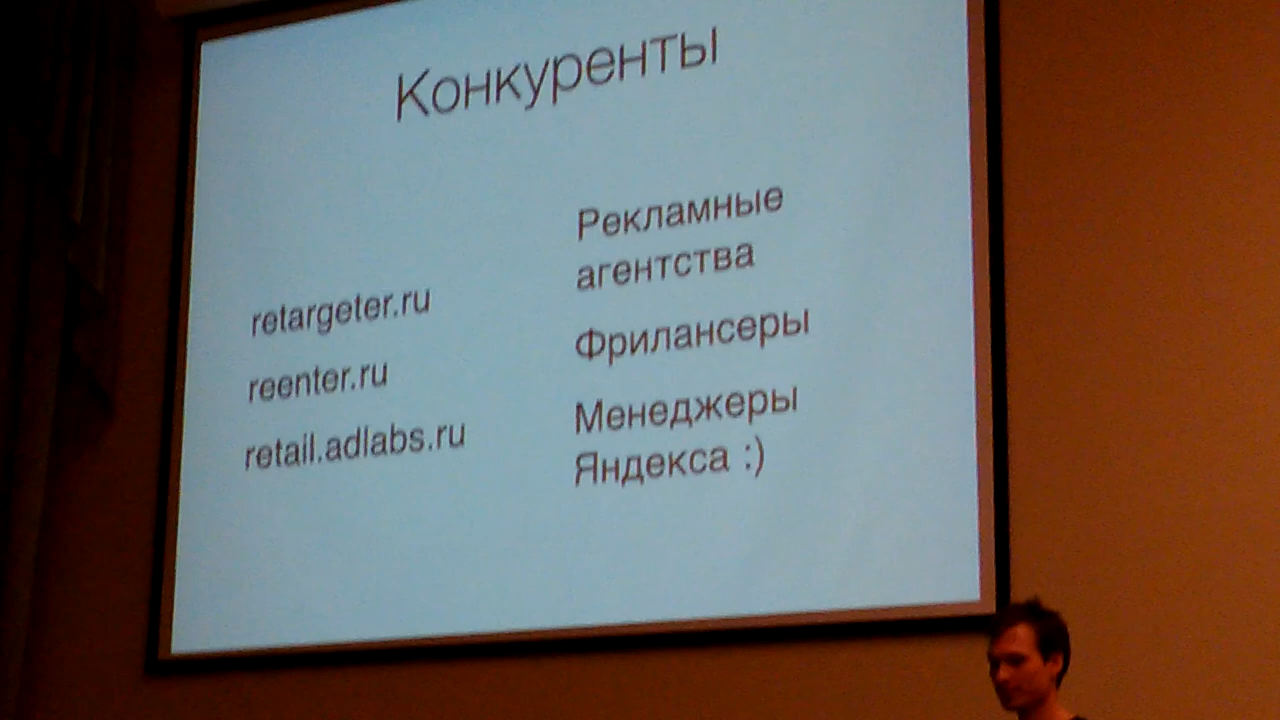 Конкуренты
retargeter.ru
reenter.ru
retail.adlabs.ru
Рекламные
агентства
Фрилансеры
Менеджеры
Яндекса :)